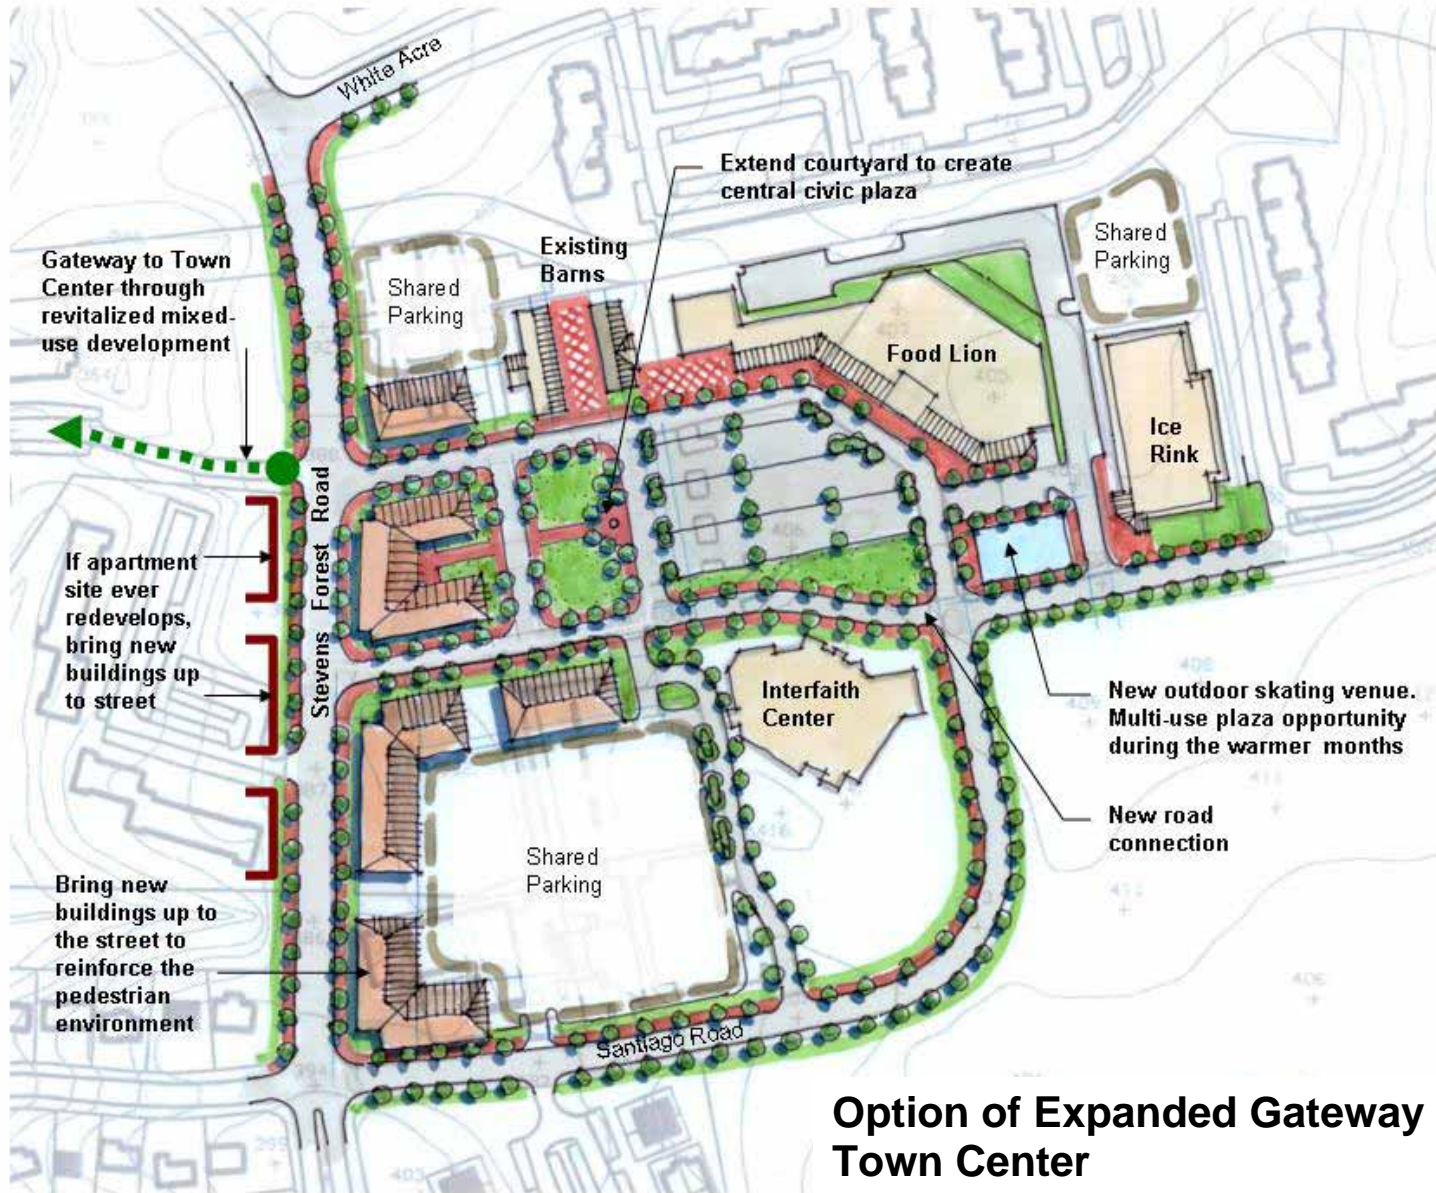 White Acre
Extend courtyard to create
central civic plaza
Existing
Barns
Shared
Parking
Gateway to Town
Center through
revitalized mixed-
use development
Shared
Parking
Food Lion
Ice
Rink
Stevens Forest Road
If apartment
site ever
redevelops,
bring new
buildings up
to street
Interfaith
Center
New outdoor skating venue.
Multi-use plaza opportunity
during the warmer months
New road
connection
Shared
Parking
Bring new
buildings up to
the street to
reinforce the
pedestrian
environment
Santiago Road
Option of Expanded Gateway
Town Center